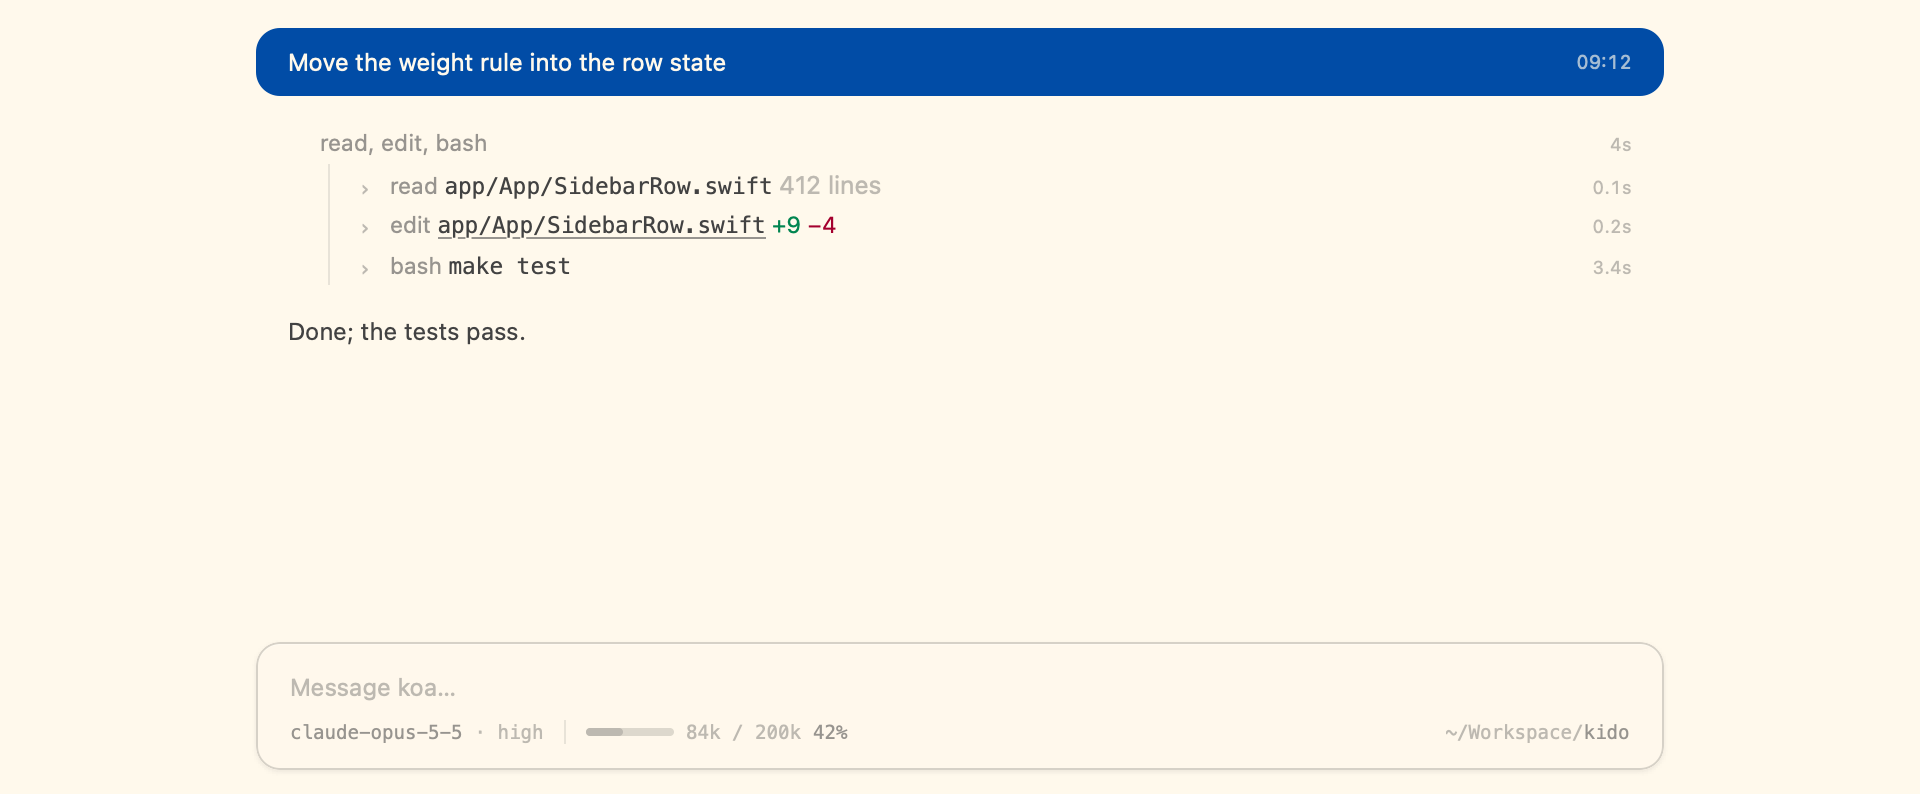 Move the weight rule into the row state 09:12
read, edit, bash 4s
› read app/App/SidebarRow.swift 412 lines 0.1s
› edit app/App/SidebarRow.swift +9 −4 0.2s
› bash make test 3.4s
Done; the tests pass.
Message koa…
claude-opus-5-5 · high 84k / 200k 42% ~/Workspace/kido